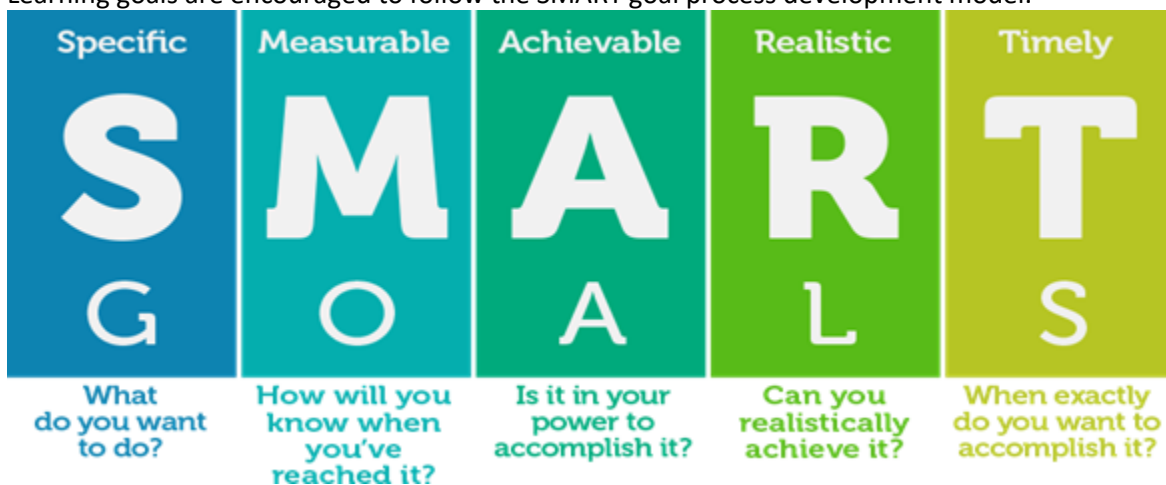 Learning goals are encouraged to follow the SMART goal process development model.
Specific Measurable Achievable Realistic Timely
S M A R T
G O A L S
What
do you want
to do?
How will you
know when
you've
reached it?
Is it in your
power to
accomplish it?
Can you
realistically
achieve it?
When exactly
do you want to
accomplish it?